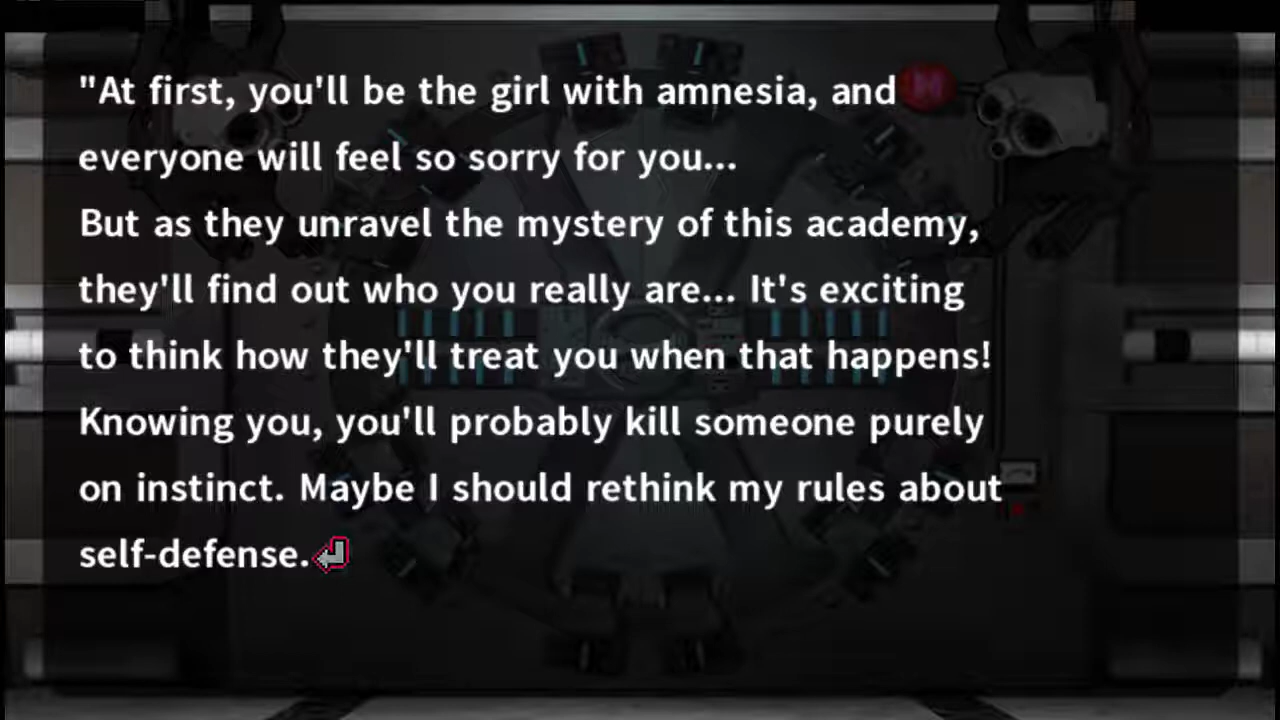 "At first, you'll be the girl with amnesia, and
everyone will feel so sorry for you...
But as they unravel the mystery of this academy,
they'll find out who you really are... It's exciting
to think how they'll treat you when that happens!
Knowing you, you'll probably kill someone purely
on instinct. Maybe I should rethink my rules about
self-defense.